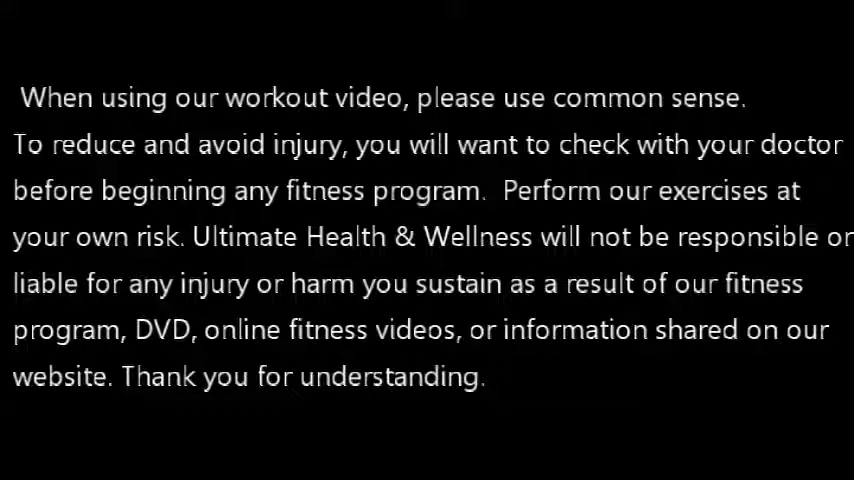 When using our workout video, please use common sense.
To reduce and avoid injury, you will want to check with your doctor
before beginning any fitness program.  Perform our exercises at
your own risk. Ultimate Health & Wellness will not be responsible or
liable for any injury or harm you sustain as a result of our fitness
program, DVD, online fitness videos, or information shared on our
website. Thank you for understanding.